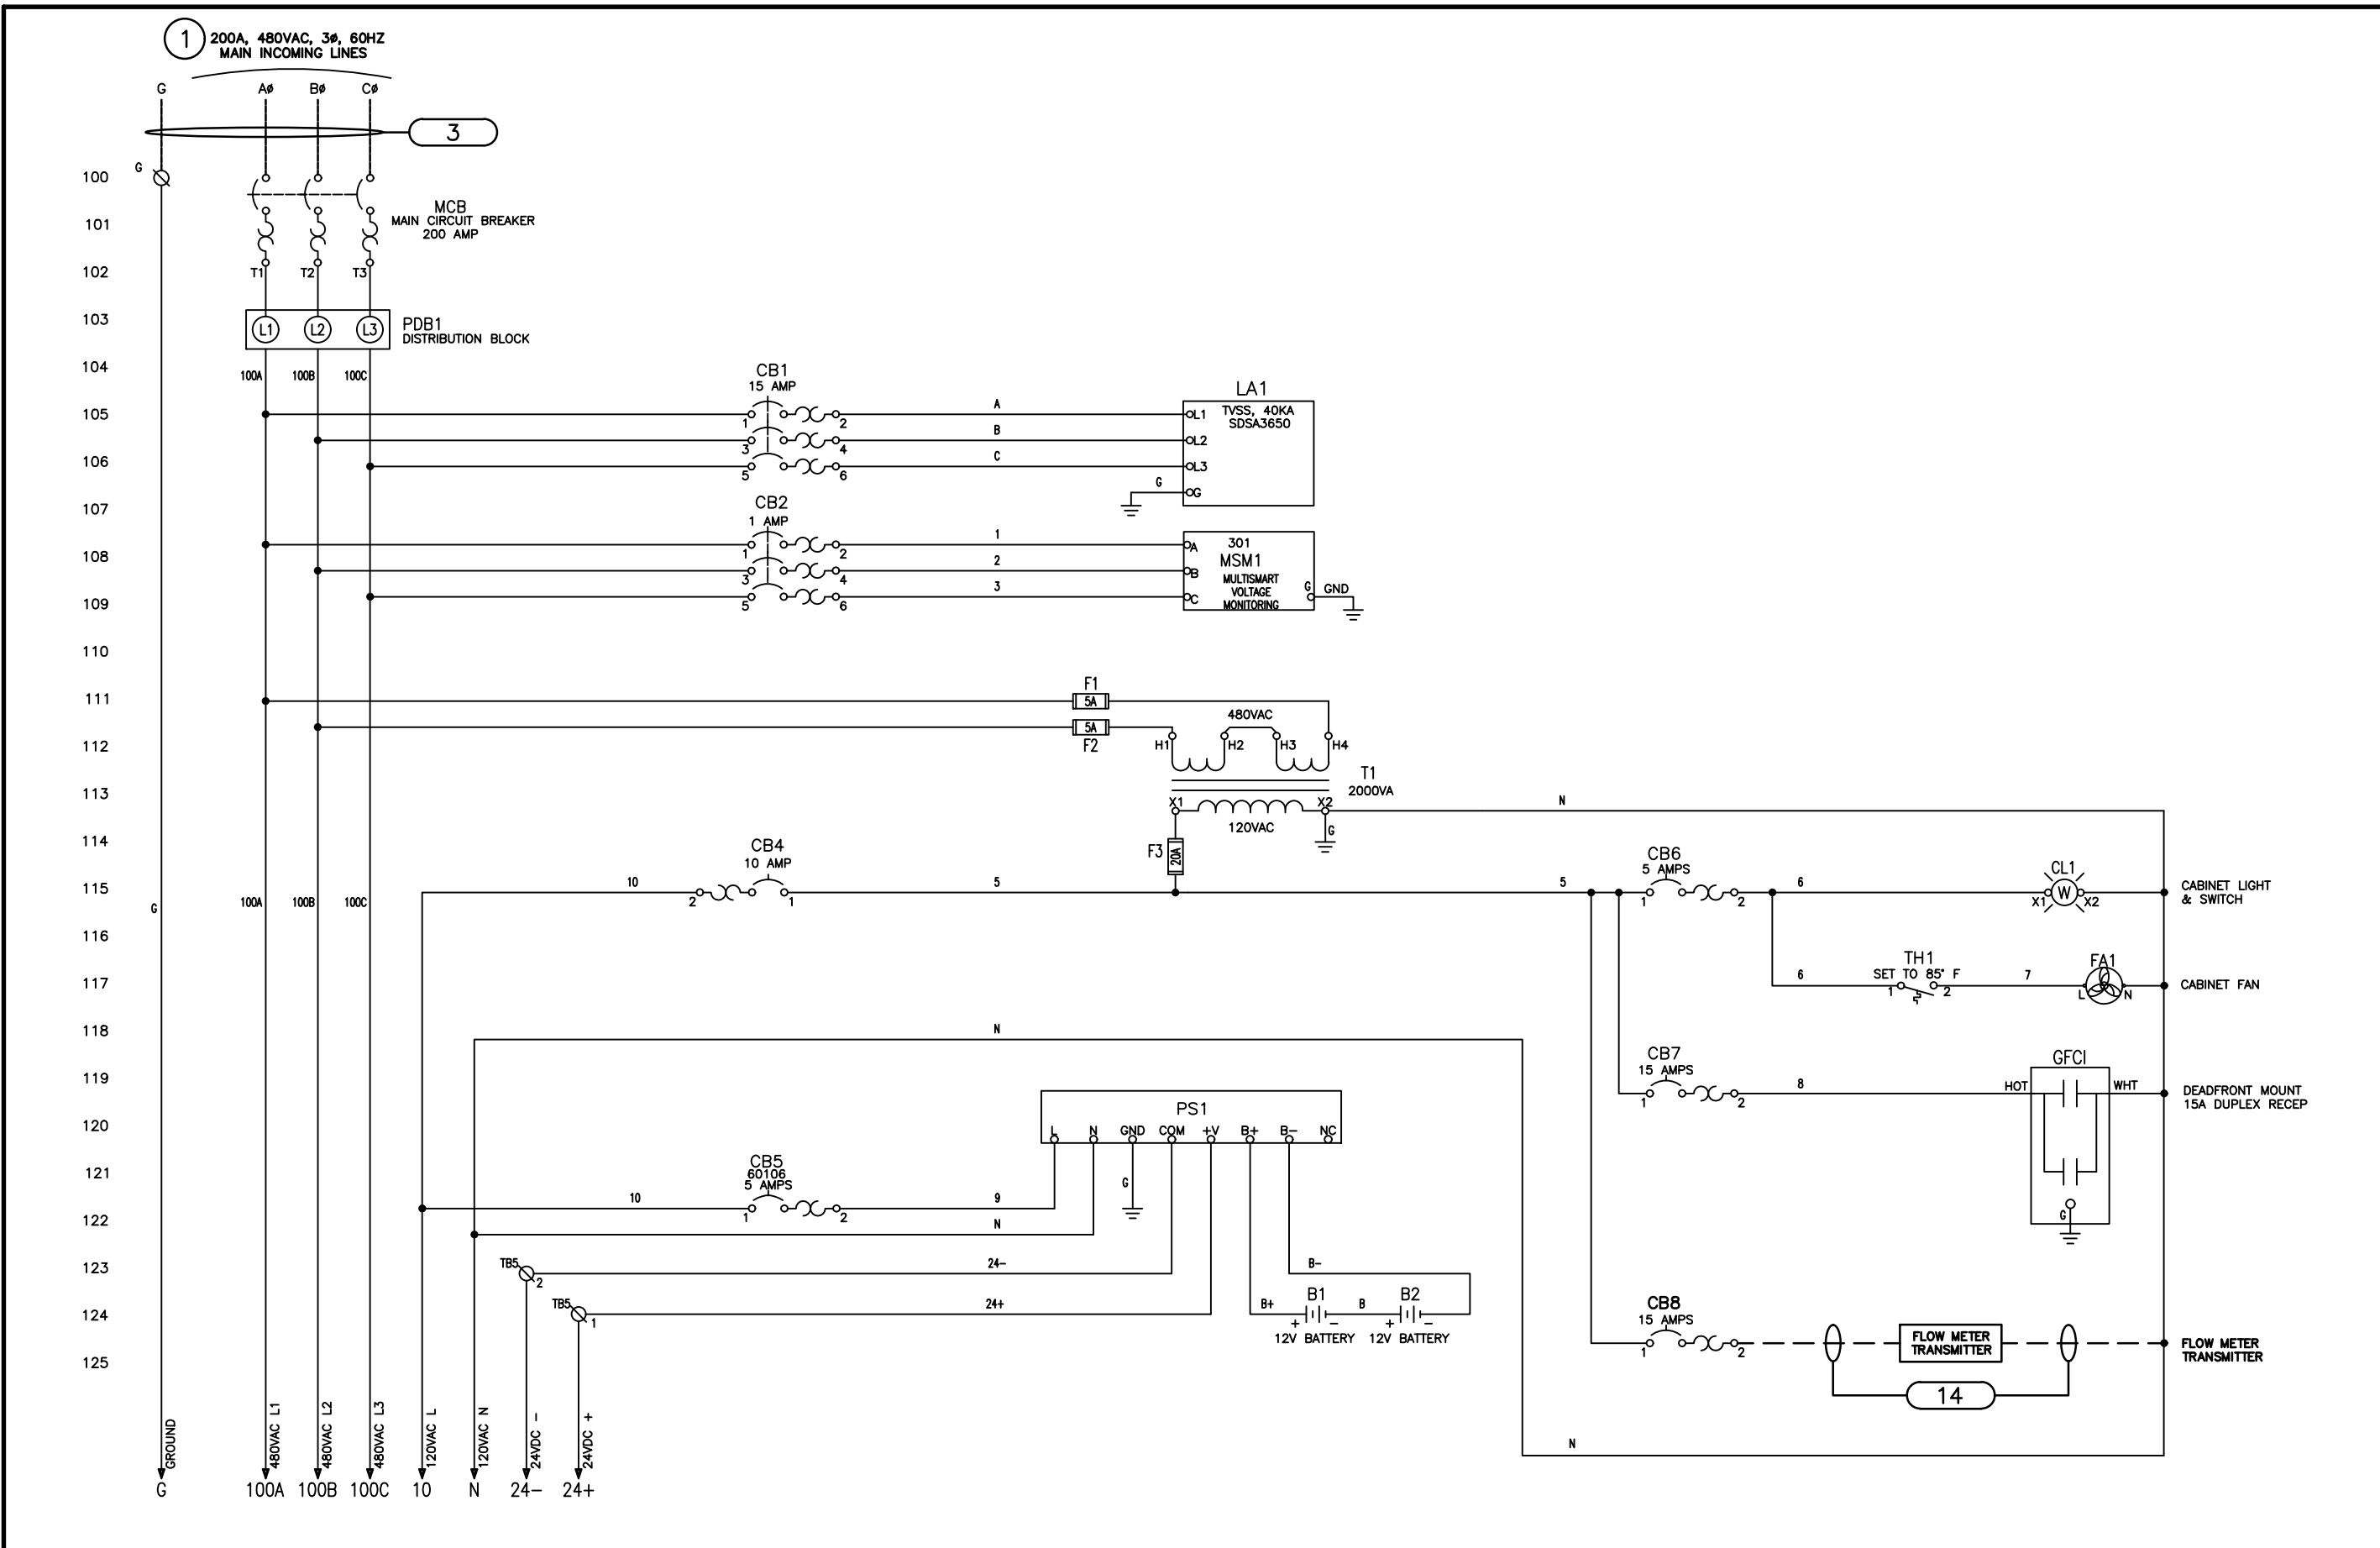 1
200A, 480VAC, 3ø, 60HZ
MAIN INCOMING LINES
G Aø Bø Cø
3
100 G
MCB
101 MAIN CIRCUIT BREAKER
200 AMP
102 T1 T2 T3
103 L1 L2 L3 PDB1
DISTRIBUTION BLOCK
104 100A 100B 100C
CB1
15 AMP
LA1
TVSS, 40KA
SDSA3650
105 1 2 A L1
3 4 B L2
106 5 6 C L3
G G
107
CB2
1 AMP
301
MSM1
MULTISMART
VOLTAGE
MONITORING
108 1 2 1 A
3 4 2 B
109 5 6 3 C G GND
110
111 F1
5A
5A
F2
480VAC
112 H1 H2 H3 H4
T1
2000VA
113 X1 X2 N
120VAC
114 G
F3 20A
CB4
10 AMP
CB6
5 AMPS
CL1
115 10 2 1 5 5 1 2 6 X1 W X2
CABINET LIGHT
& SWITCH
G 100A 100B 100C
116
TH1
SET TO 85° F
FA1
117 6 1 2 7 L N CABINET FAN
118 N
CB7
15 AMPS
GFCI
119 1 2 8 HOT WHT
DEADFRONT MOUNT
15A DUPLEX RECEP
PS1
120 L N GND COM +V B+ B- NC
121 CB5
60106
5 AMPS
G
10 1 2 9
122 N
G
123 TB5 2 24- B-
124 TB5 1 24+ B+ B1 B B2
+ - + -
12V BATTERY 12V BATTERY
CB8
15 AMPS
1 2
FLOW METER
TRANSMITTER
FLOW METER
TRANSMITTER
125
14
N
GROUND
480VAC L1
480VAC L2
480VAC L3
120VAC L
120VAC N
24VDC -
24VDC +
G 100A 100B 100C 10 N 24- 24+